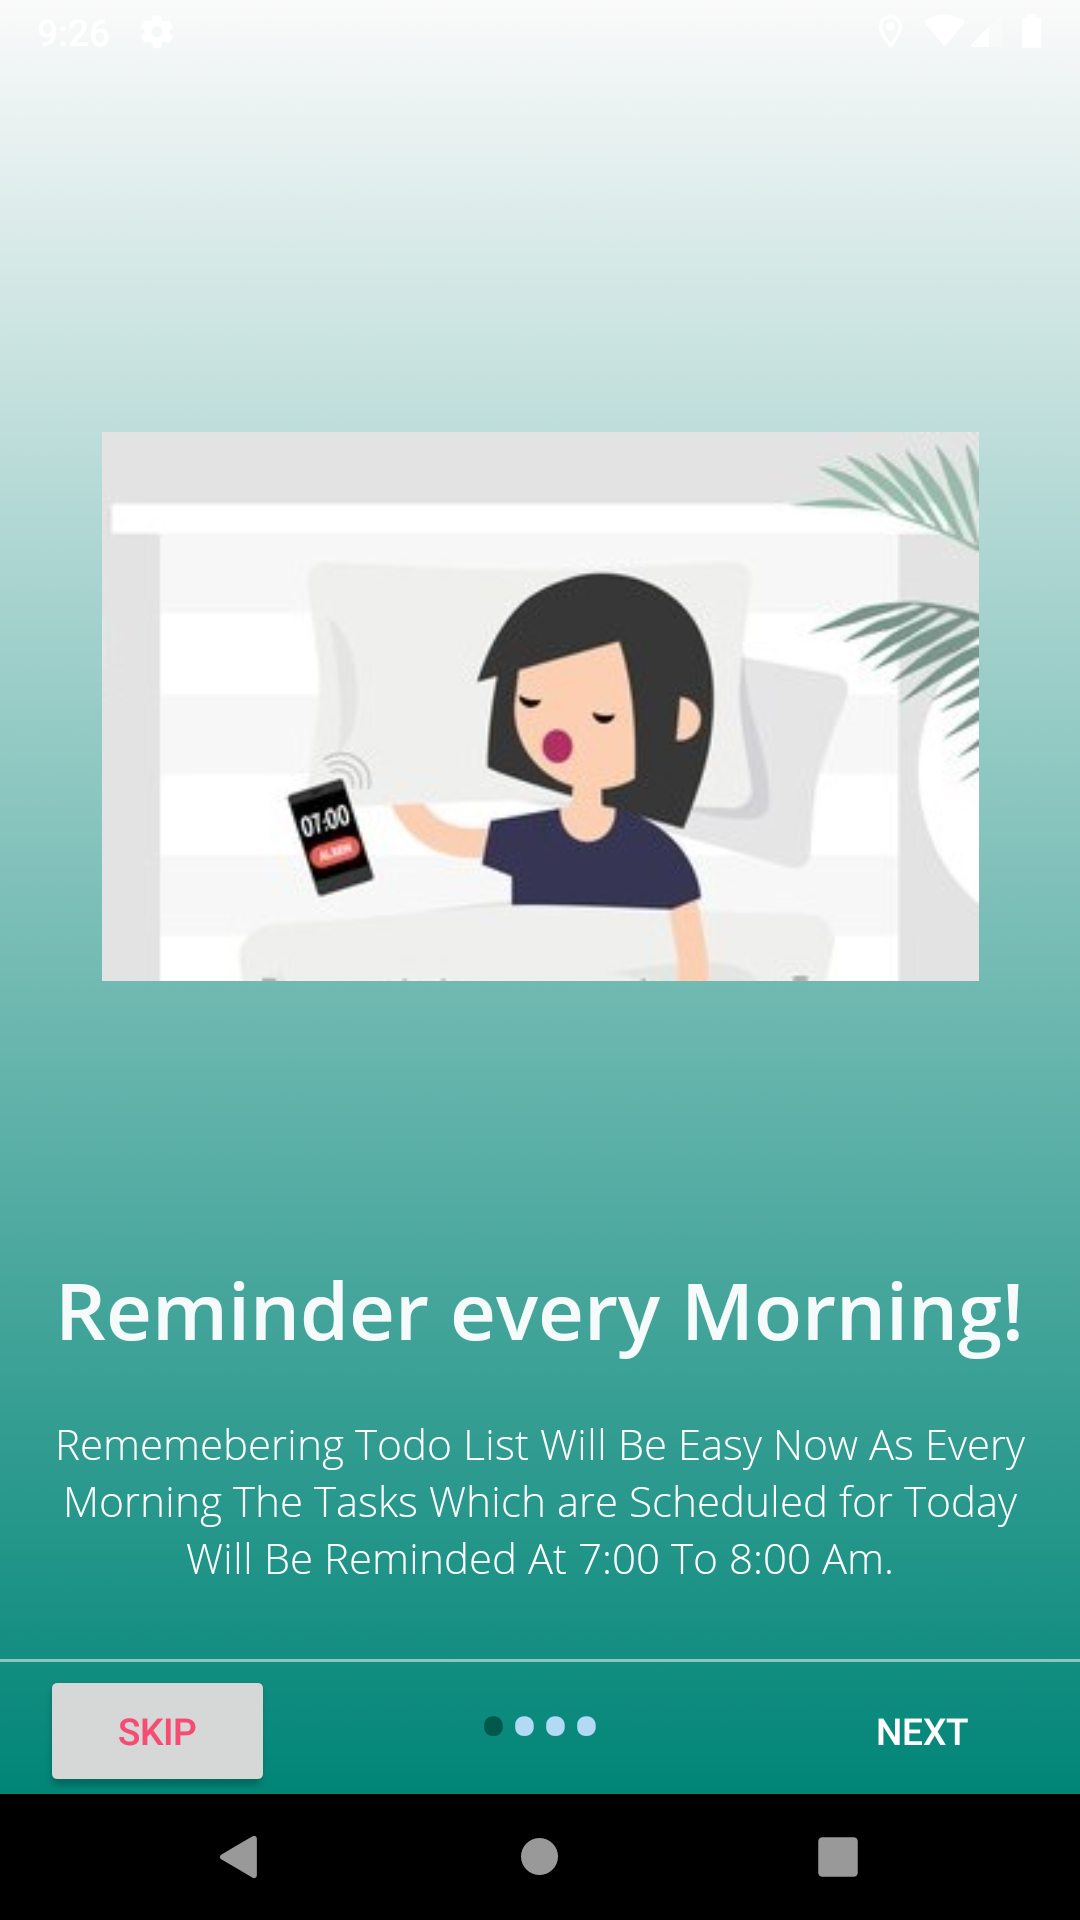 9:26
07:00
ALARM
Reminder every Morning!
Rememebering Todo List Will Be Easy Now As Every
Morning The Tasks Which are Scheduled for Today
Will Be Reminded At 7:00 To 8:00 Am.
SKIP
NEXT